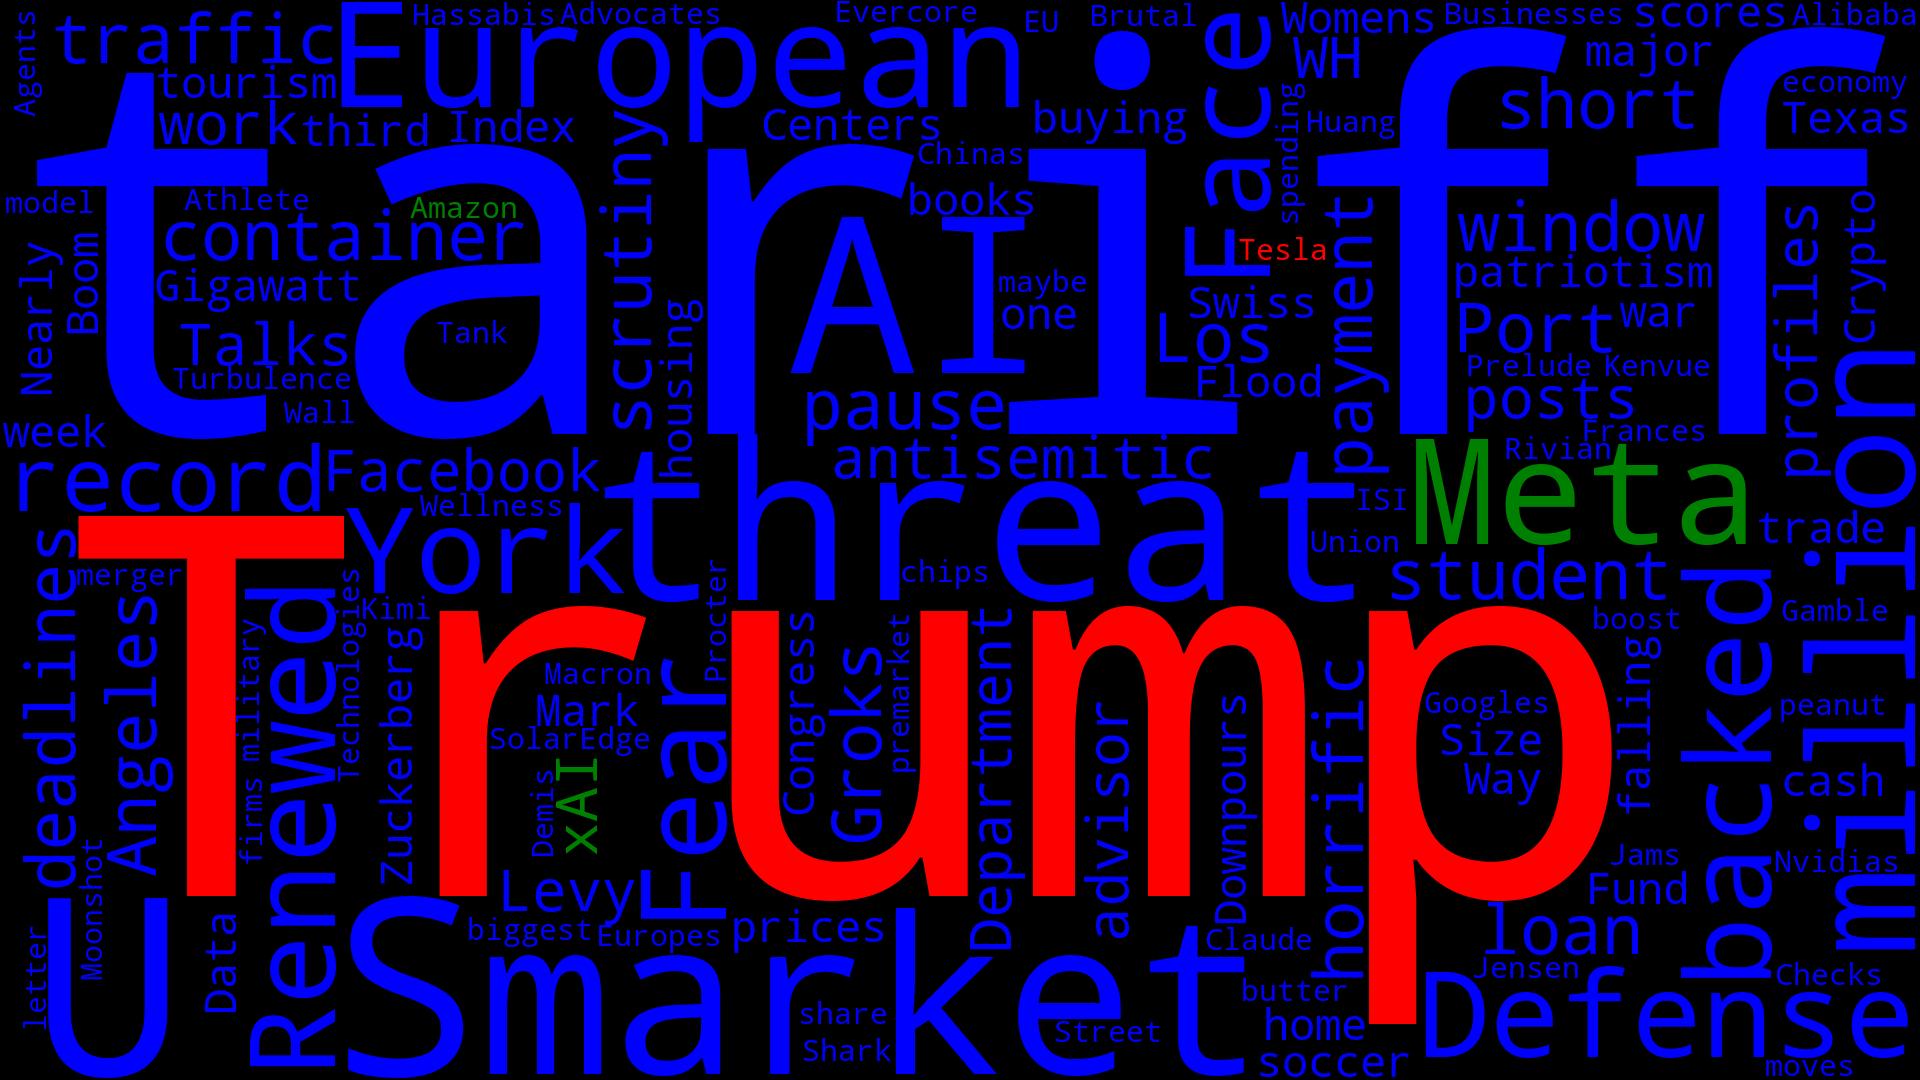 Agents
traffic
European
Hassabis
Advocates
Evercore
EU
Brutal
Womens
Businesses
scores
Alibaba
tourism
WH
major
economy
work
third
Index
Centers
buying
Face
spending
Huang
short
Texas
tariff
scrutiny
Chinas
model
Athlete
Amazon
books
container
AI
Tesla
payment
window
profiles
Crypto
Nearly
Boom
Gigawatt
maybe
Swiss
patriotism
Talks
Tank
housing
one
Los
Port
war
Turbulence
Wall
pause
Flood
Prelude
Kenvue
posts
week
antisemitic
Frances
Rivian
record
Facebook
threat
Meta
million
Wellness
York
ISI
trade
deadlines
Trump
merger
chips
Union
student
Renewed
Angeles
military
firms
Technologies
Kimi
Zuckerberg
Procter
Congress
premarket
Department
boost
Gamble
backed
Macron
Mark
Fear
Groks
advisor
Downpours
horrific
Googles
falling
peanut
SolarEdge
Size
Demis
xAI
Way
cash
Moonshot
Levy
Jams
Nvidias
Fund
letter
U
Data
S
market
biggest
Europes
prices
Claude
loan
Jensen
Checks
butter
Defense
share
home
Shark
Street
soccer
moves